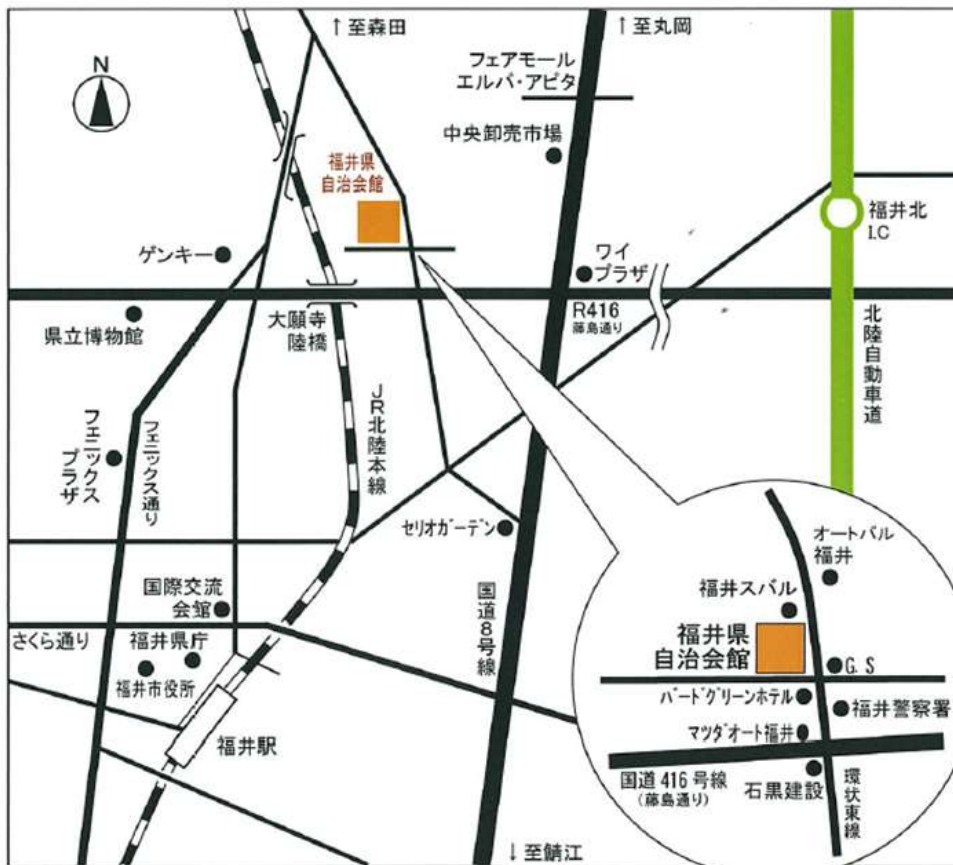 ↑至森田
↑至丸岡
N
フェアモール
エルパ・アピタ
中央卸売市場
福井県
自治会館
福井北
I.C
ゲンキー
ワイ
プラザ
R416
藤島通り
県立博物館
大願寺
陸橋
北陸自動車道
JR北陸本線
フェニックス
プラザ
フェニックス通り
セリオガーデン
オートバル
福井
国際交流
会館
国道8号線
福井スバル
さくら通り
福井県庁
福井県
自治会館
G.S
福井市役所
バードグリーンホテル
福井警察署
マツダオート福井
福井駅
国道416号線
(藤島通り)
石黒建設
環状東線
↓至鯖江